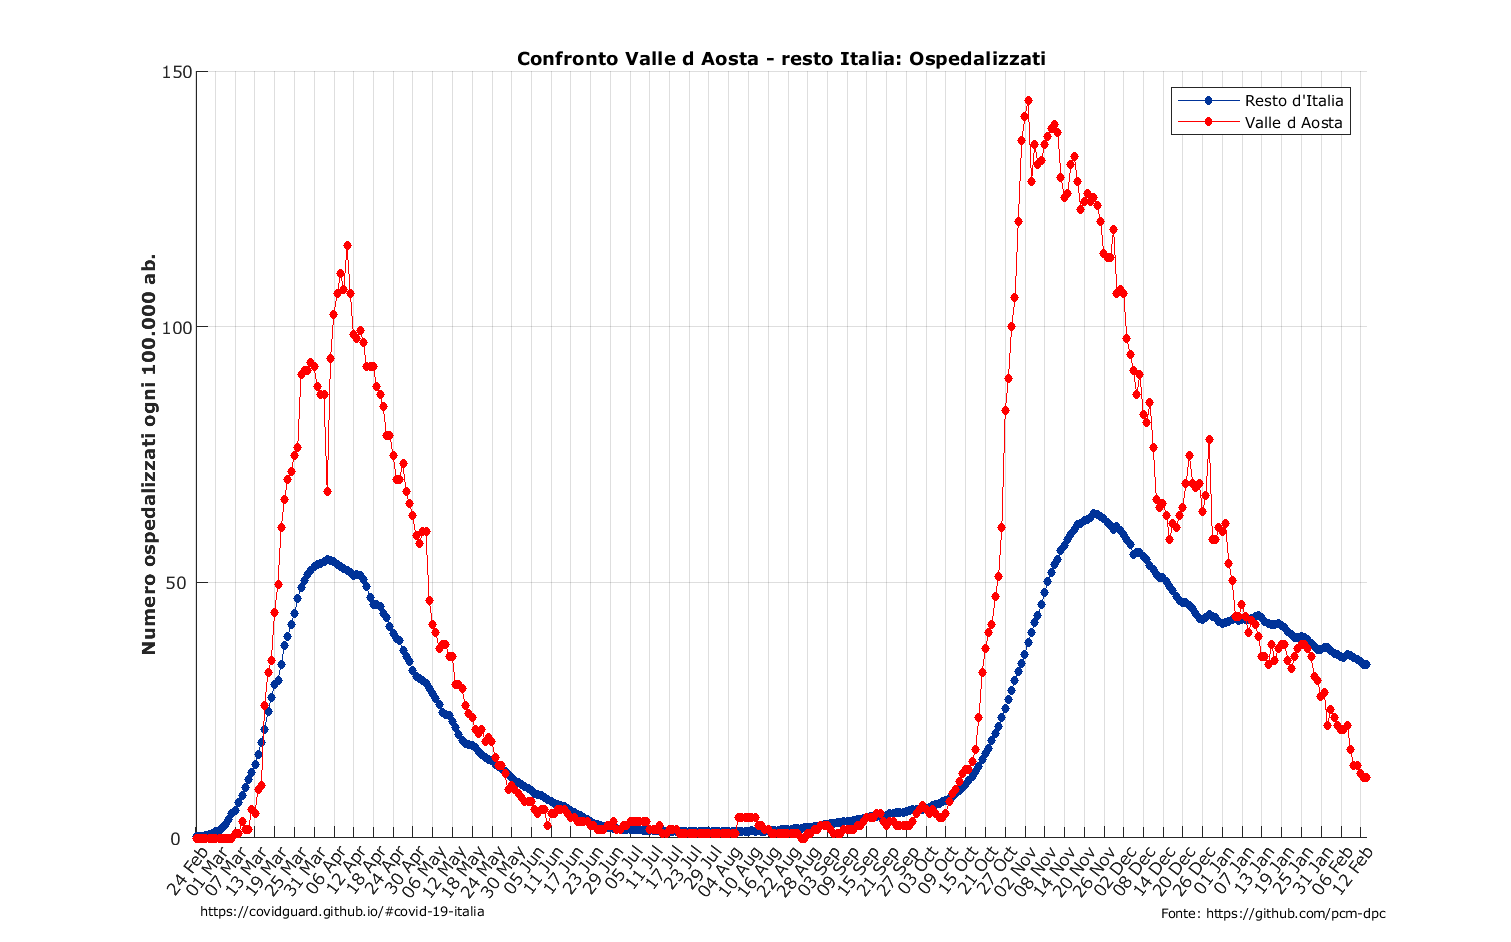 Confronto Valle d Aosta - resto Italia: Ospedalizzati
Numero ospedalizzati ogni 100.000 ab.
150
100
50
0
Resto d'Italia
Valle d Aosta
24 Feb
01 Mar
07 Mar
13 Mar
19 Mar
25 Mar
31 Mar
06 Apr
12 Apr
18 Apr
24 Apr
30 Apr
06 May
12 May
18 May
24 May
30 May
05 Jun
11 Jun
17 Jun
23 Jun
29 Jun
05 Jul
11 Jul
17 Jul
23 Jul
29 Jul
04 Aug
10 Aug
16 Aug
22 Aug
28 Aug
03 Sep
09 Sep
15 Sep
21 Sep
27 Sep
03 Oct
09 Oct
15 Oct
21 Oct
27 Oct
02 Nov
08 Nov
14 Nov
20 Nov
26 Nov
02 Dec
08 Dec
14 Dec
20 Dec
26 Dec
01 Jan
07 Jan
13 Jan
19 Jan
25 Jan
31 Jan
06 Feb
12 Feb
https://covidguard.github.io/#covid-19-italia
Fonte: https://github.com/pcm-dpc